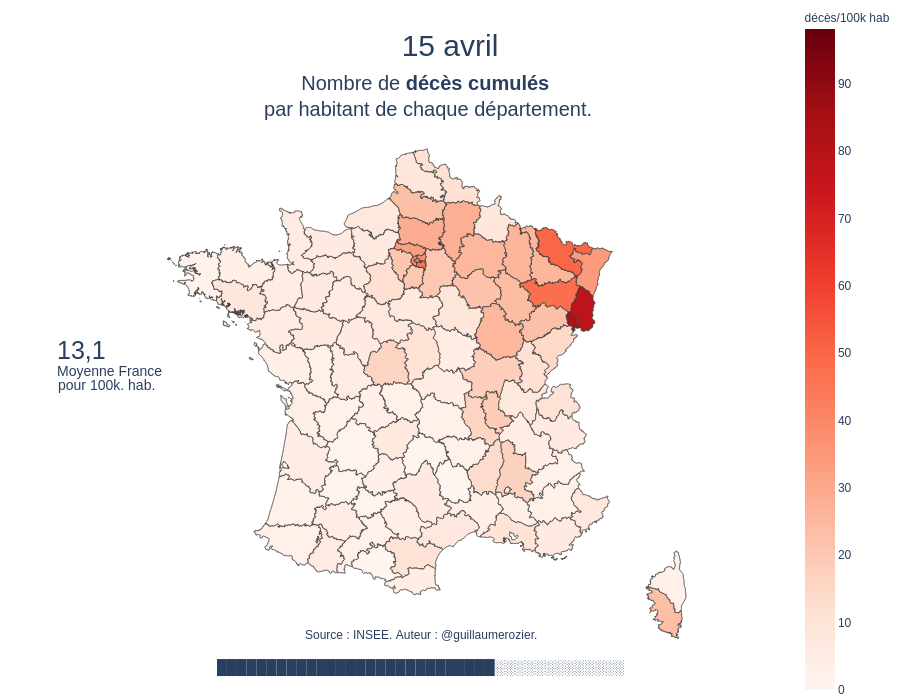 décès/100k hab
15 avril
Nombre de décès cumulés
par habitant de chaque département.
90
80
70
60
50
40
30
20
10
0
13,1
Moyenne France
pour 100k. hab.
Source : INSEE. Auteur : @guillaumerozier.